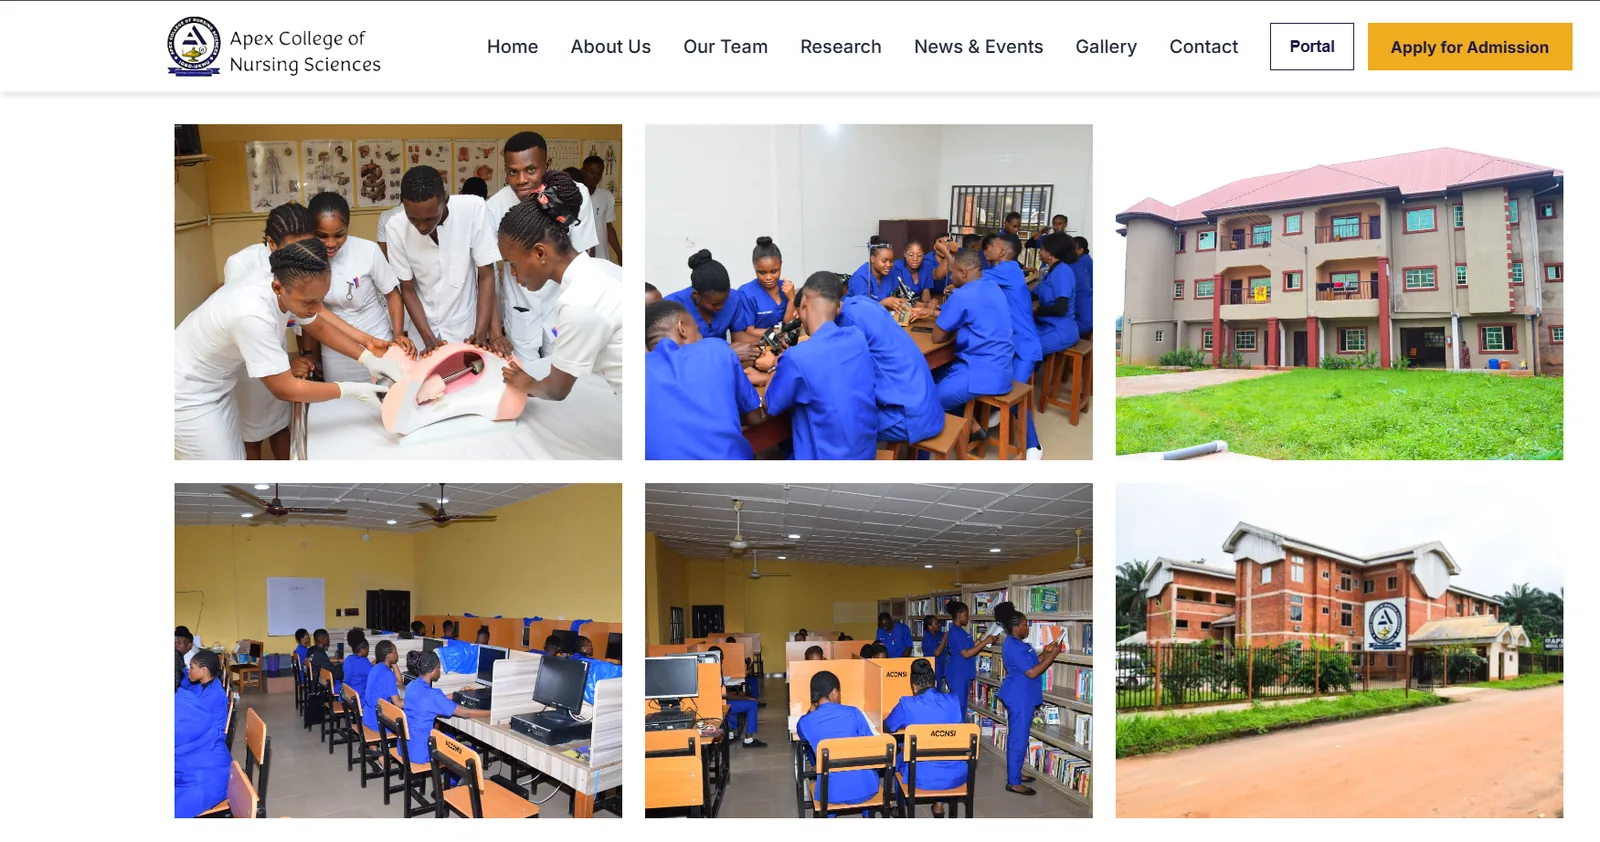 Apex College of
Nursing Sciences
Home
About Us
Our Team
Research
News & Events
Gallery
Contact
Portal
Apply for Admission
ACONSI
ACONSI
ACONSI